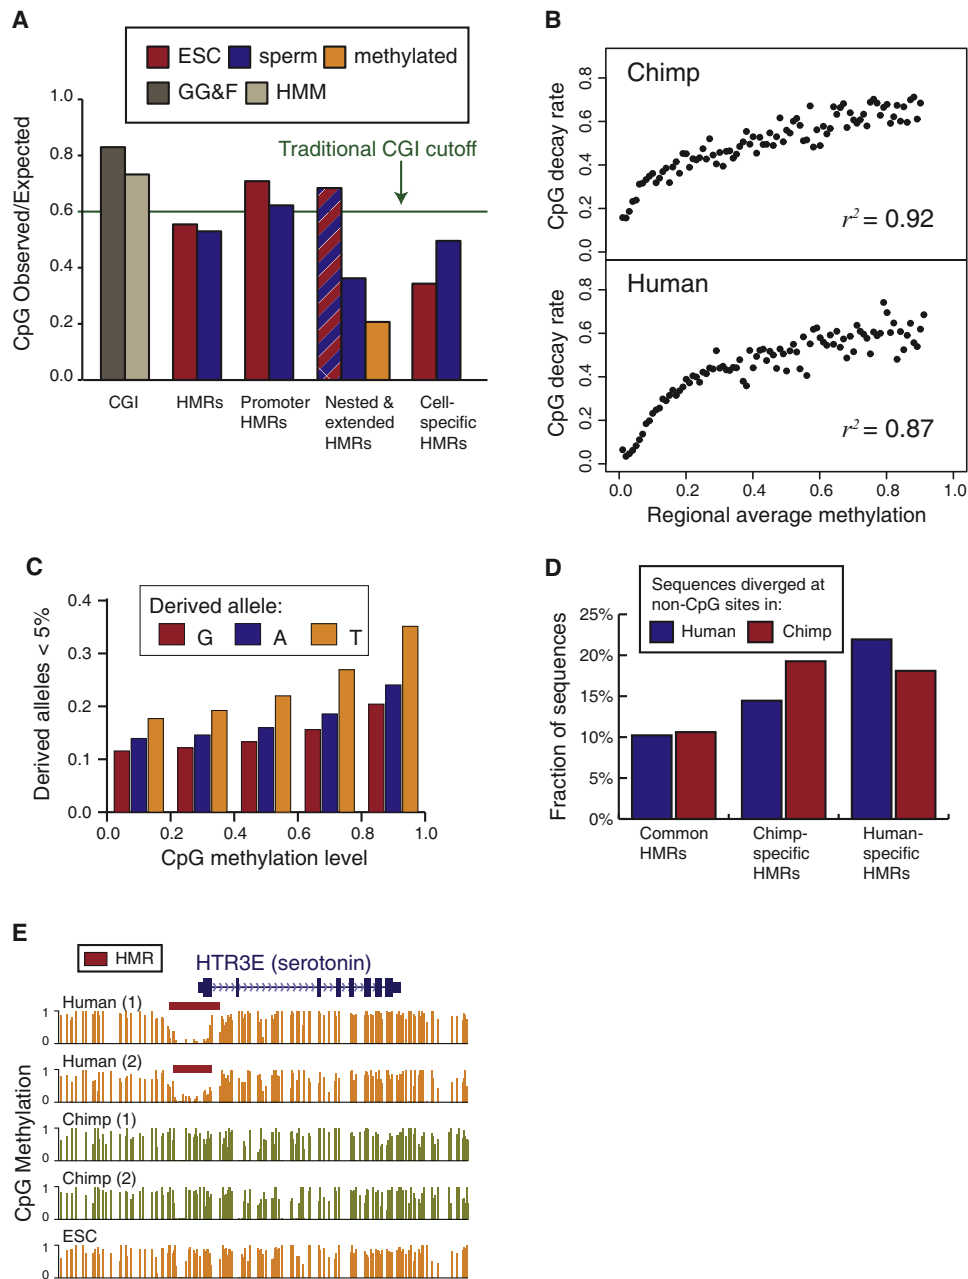 A
ESC sperm methylated
GG&F HMM
CpG Observed/Expected
1.0
0.8
0.6
0.4
0.2
0.0
Traditional CGI cutoff
CGI
HMRs
Promoter
HMRs
Nested &
extended
HMRs
Cell-
specific
HMRs
B
Chimp
CpG decay rate
0.8
0.6
0.4
0.2
0.0
r² = 0.92
Human
CpG decay rate
0.8
0.6
0.4
0.2
0.0
r² = 0.87
0.0 0.2 0.4 0.6 0.8 1.0
Regional average methylation
C
Derived allele:
G A T
Derived alleles < 5%
0.4
0.3
0.2
0.1
0.0
0.0 0.2 0.4 0.6 0.8 1.0
CpG methylation level
D
Sequences diverged at
non-CpG sites in:
Human Chimp
Fraction of sequences
25%
20%
15%
10%
5%
0%
Common
HMRs
Chimp-
specific
HMRs
Human-
specific
HMRs
E
HMR
HTR3E (serotonin)
CpG Methylation
Human (1)
1
0
Human (2)
1
0
Chimp (1)
1
0
Chimp (2)
1
0
ESC
1
0